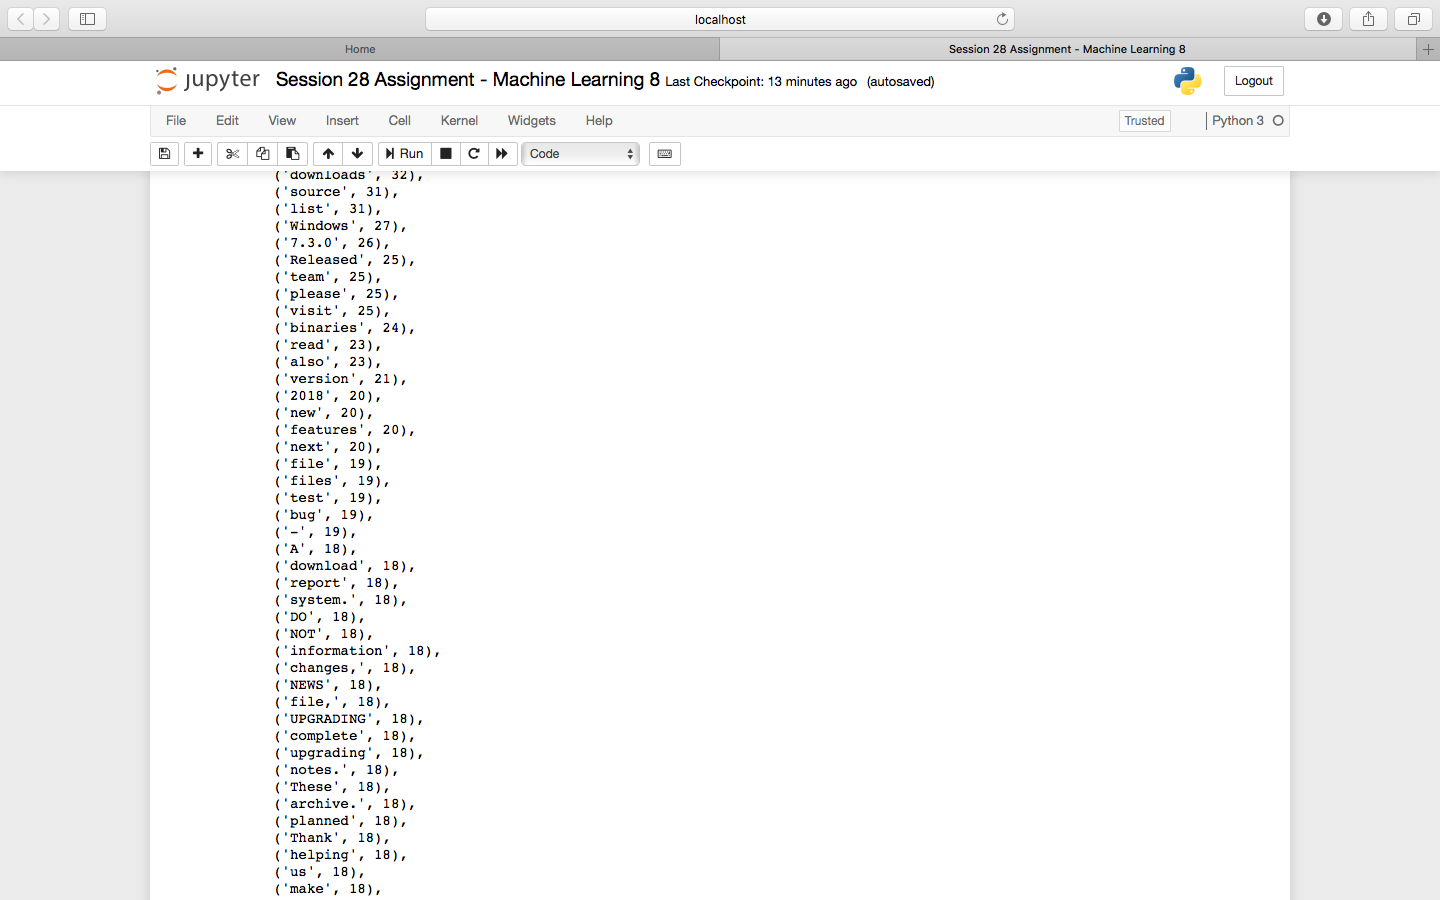 localhost
Home
Session 28 Assignment - Machine Learning 8
jupyter Session 28 Assignment - Machine Learning 8 Last Checkpoint: 13 minutes ago (autosaved)
Logout
File Edit View Insert Cell Kernel Widgets Help
Trusted
Python 3
Run
Code
('downloads', 32),
('source', 31),
('list', 31),
('Windows', 27),
('7.3.0', 26),
('Released', 25),
('team', 25),
('please', 25),
('visit', 25),
('binaries', 24),
('read', 23),
('also', 23),
('version', 21),
('2018', 20),
('new', 20),
('features', 20),
('next', 20),
('file', 19),
('files', 19),
('test', 19),
('bug', 19),
('-', 19),
('A', 18),
('download', 18),
('report', 18),
('system.', 18),
('DO', 18),
('NOT', 18),
('information', 18),
('changes,', 18),
('NEWS', 18),
('file,', 18),
('UPGRADING', 18),
('complete', 18),
('upgrading', 18),
('notes.', 18),
('These', 18),
('archive.', 18),
('planned', 18),
('Thank', 18),
('helping', 18),
('us', 18),
('make', 18),